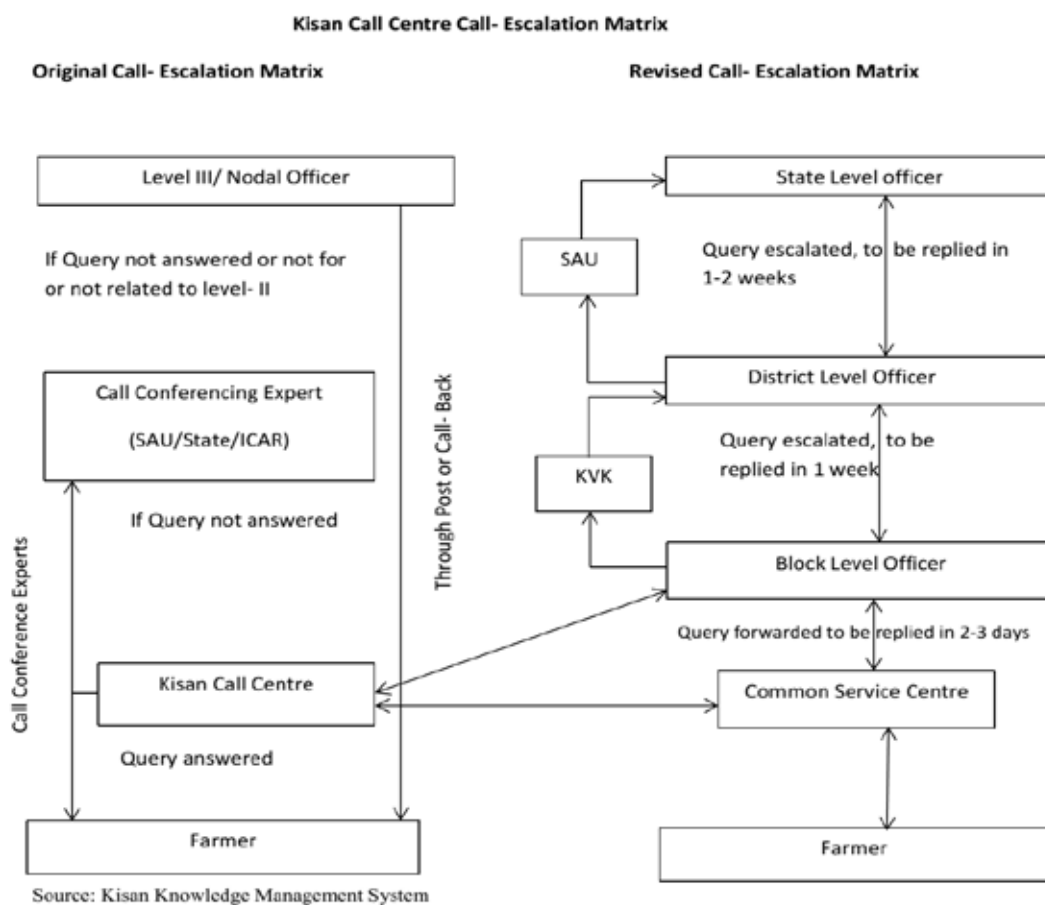 Kisan Call Centre Call- Escalation Matrix
Original Call- Escalation Matrix
Revised Call- Escalation Matrix
Level III/ Nodal Officer
If Query not answered or not for
or not related to level- II
Call Conferencing Expert
(SAU/State/ICAR)
If Query not answered
Call Conference Experts
Through Post or Call- Back
Kisan Call Centre
Query answered
Farmer
State Level officer
SAU
Query escalated, to be replied in
1-2 weeks
District Level Officer
KVK
Query escalated, to be
replied in 1 week
Block Level Officer
Query forwarded to be replied in 2-3 days
Common Service Centre
Farmer
Source: Kisan Knowledge Management System